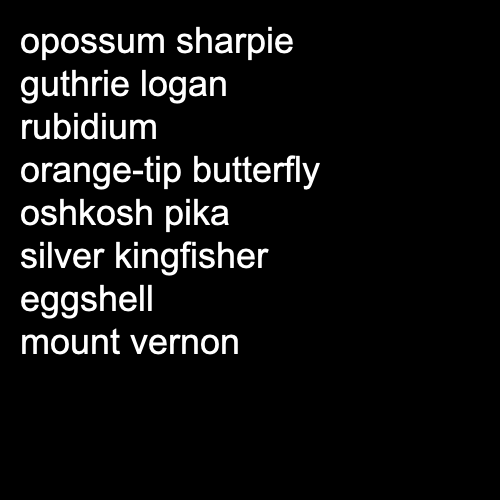 opossum sharpie
guthrie logan
rubidium
orange-tip butterfly
oshkosh pika
silver kingfisher
eggshell
mount vernon